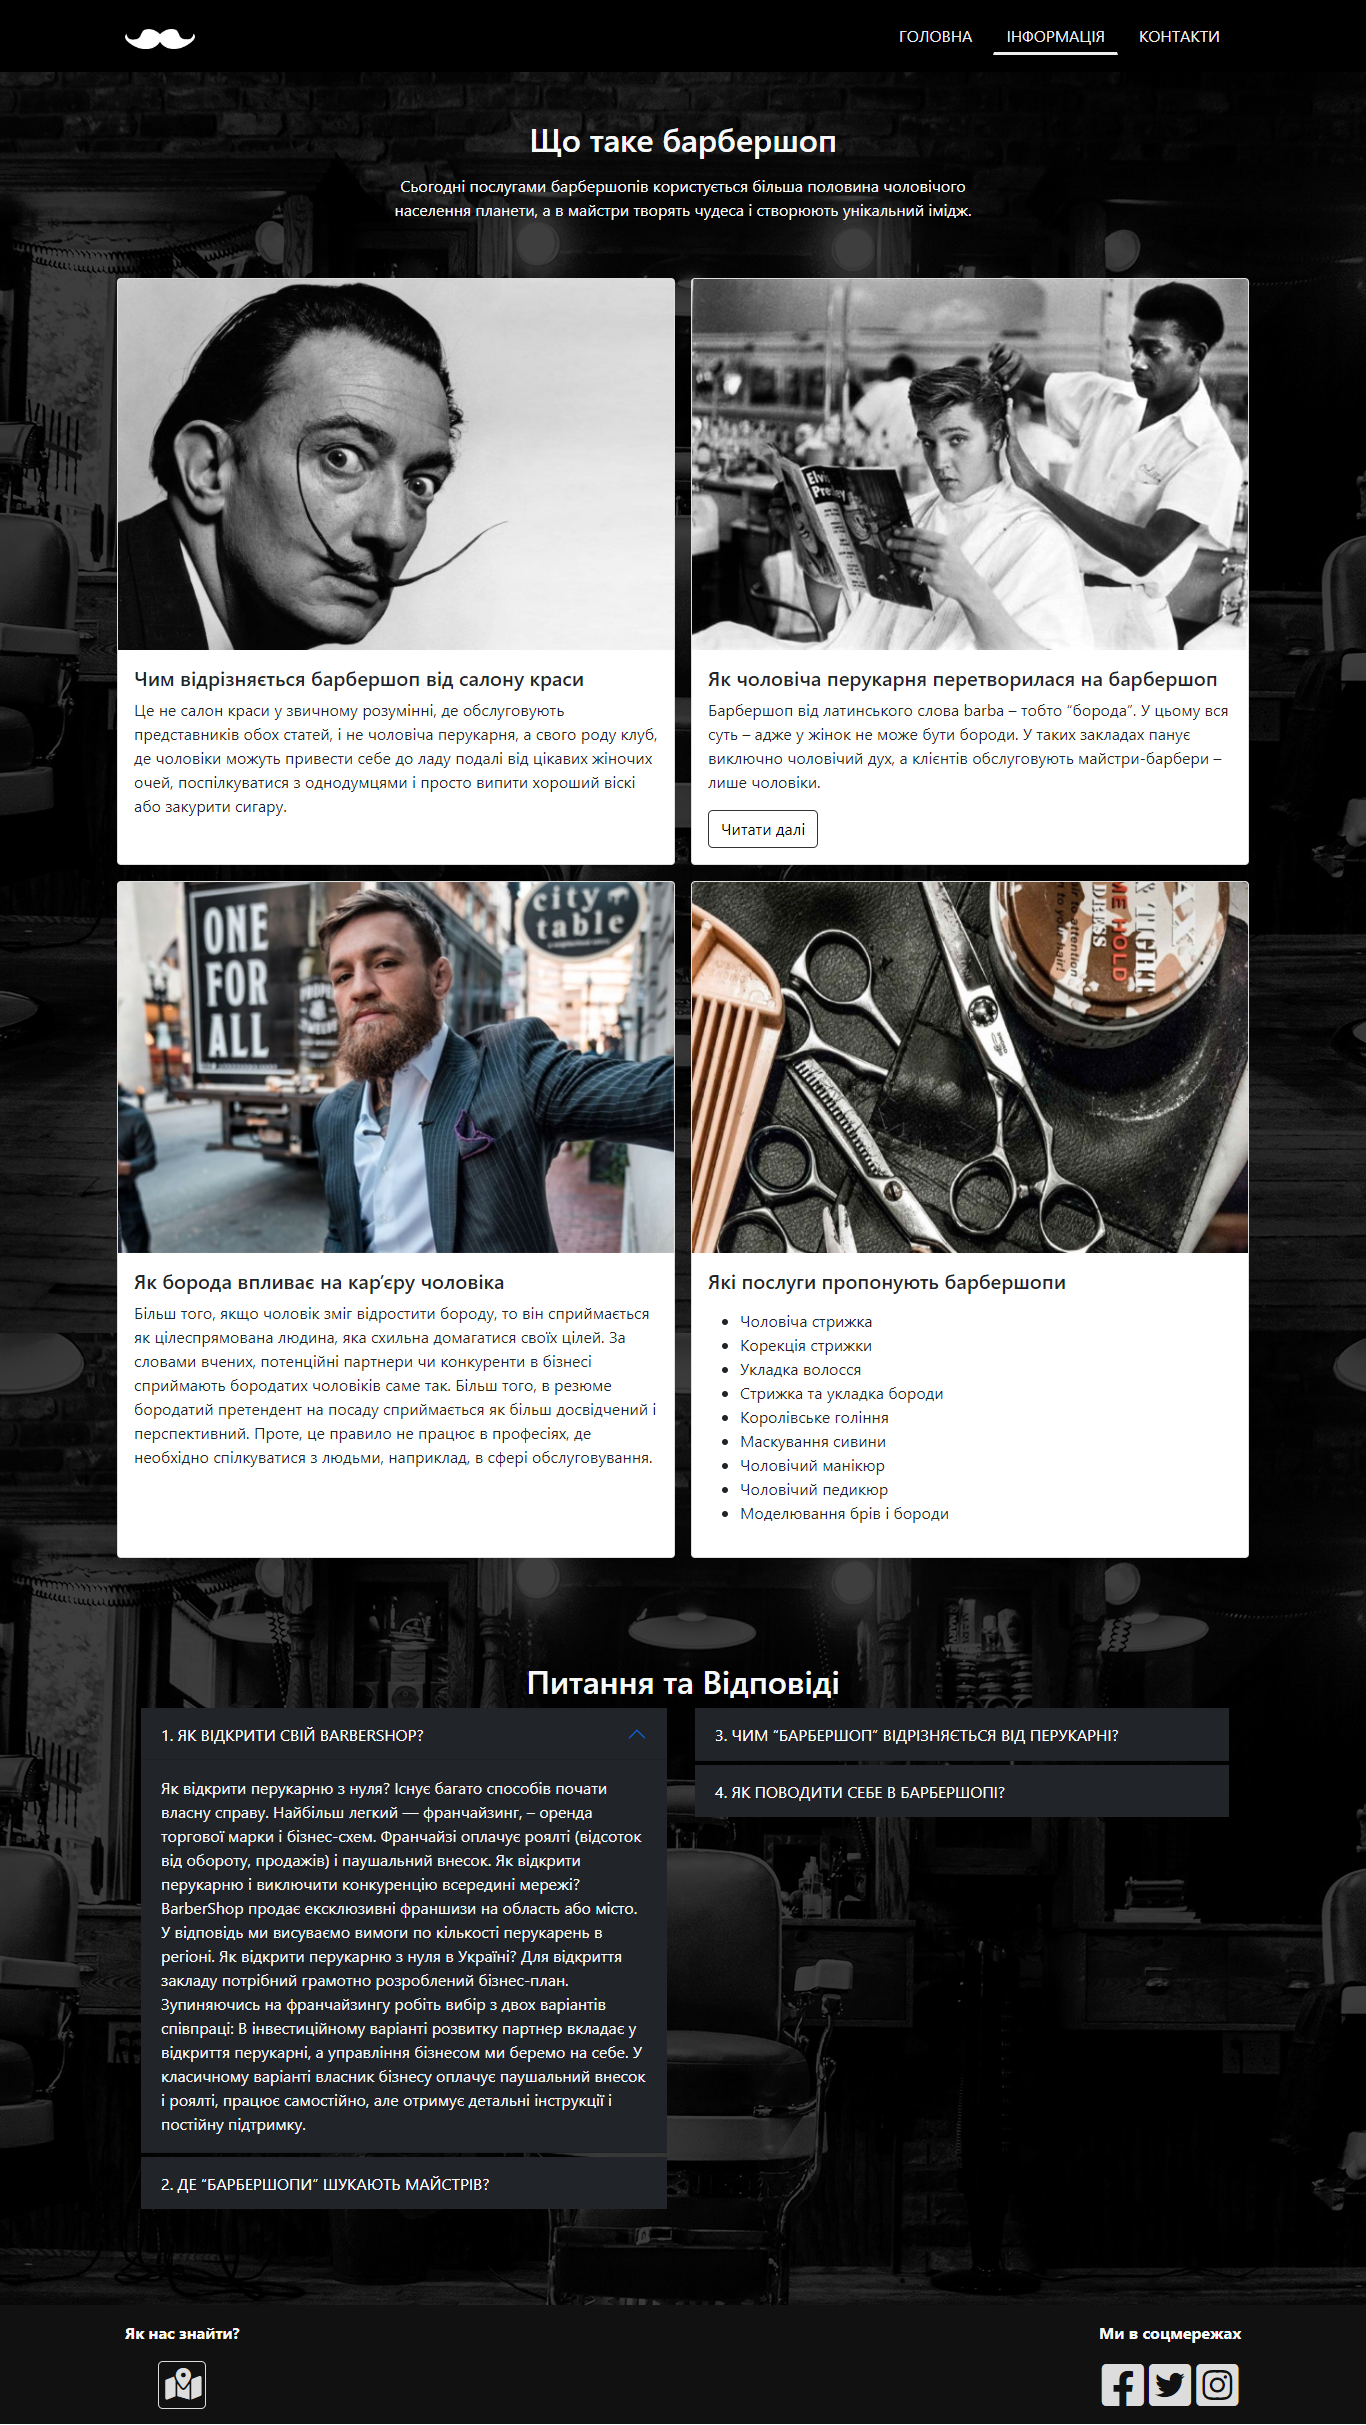 ГОЛОВНА
ІНФОРМАЦІЯ
КОНТАКТИ
Що таке барбершоп
Сьогодні послугами барбершопів користується більша половина чоловічого
населення планети, а в майстри творять чудеса і створюють унікальний імідж.
Elvis
Presley
Чим відрізняється барбершоп від салону краси
Це не салон краси у звичному розумінні, де обслуговують
представників обох статей, і не чоловіча перукарня, а свого роду клуб,
де чоловіки можуть привести себе до ладу подалі від цікавих жіночих
очей, поспілкуватися з однодумцями і просто випити хороший віскі
або закурити сигару.
Як чоловіча перукарня перетворилася на барбершоп
Барбершоп від латинського слова barba – тобто “борода”. У цьому вся
суть – адже у жінок не може бути бороди. У таких закладах панує
виключно чоловічий дух, а клієнтів обслуговують майстри-барбери –
лише чоловіки.
Читати далі
ONE
FOR
ALL
city
table
HOLD
Як борода впливає на кар’єру чоловіка
Більш того, якщо чоловік зміг відростити бороду, то він сприймається
як цілеспрямована людина, яка схильна домагатися своїх цілей. За
словами вчених, потенційні партнери чи конкуренти в бізнесі
сприймають бородатих чоловіків саме так. Більш того, в резюме
бородатий претендент на посаду сприймається як більш досвідчений і
перспективний. Проте, це правило не працює в професіях, де
необхідно спілкуватися з людьми, наприклад, в сфері обслуговування.
Які послуги пропонують барбершопи
• Чоловіча стрижка
• Корекція стрижки
• Укладка волосся
• Стрижка та укладка бороди
• Королівське гоління
• Маскування сивини
• Чоловічий манікюр
• Чоловічий педикюр
• Моделювання брів і бороди
Питання та Відповіді
1. ЯК ВІДКРИТИ СВІЙ BARBERSHOP?
Як відкрити перукарню з нуля? Існує багато способів почати
власну справу. Найбільш легкий — франчайзинг, – оренда
торгової марки і бізнес-схем. Франчайзі оплачує роялті (відсоток
від обороту, продажів) і паушальний внесок. Як відкрити
перукарню і виключити конкуренцію всередині мережі?
BarberShop продає ексклюзивні франшизи на область або місто.
У відповідь ми висуваємо вимоги по кількості перукарень в
регіоні. Як відкрити перукарню з нуля в Україні? Для відкриття
закладу потрібний грамотно розроблений бізнес-план.
Зупиняючись на франчайзингу робіть вибір з двох варіантів
співпраці: В інвестиційному варіанті розвитку партнер вкладає у
відкриття перукарні, а управління бізнесом ми беремо на себе. У
класичному варіанті власник бізнесу оплачує паушальний внесок
і роялті, працює самостійно, але отримує детальні інструкції і
постійну підтримку.
2. ДЕ “БАРБЕРШОПИ” ШУКАЮТЬ МАЙСТРІВ?
3. ЧИМ “БАРБЕРШОП” ВІДРІЗНЯЄТЬСЯ ВІД ПЕРУКАРНІ?
4. ЯК ПОВОДИТИ СЕБЕ В БАРБЕРШОПІ?
Як нас знайти?
Ми в соцмережах